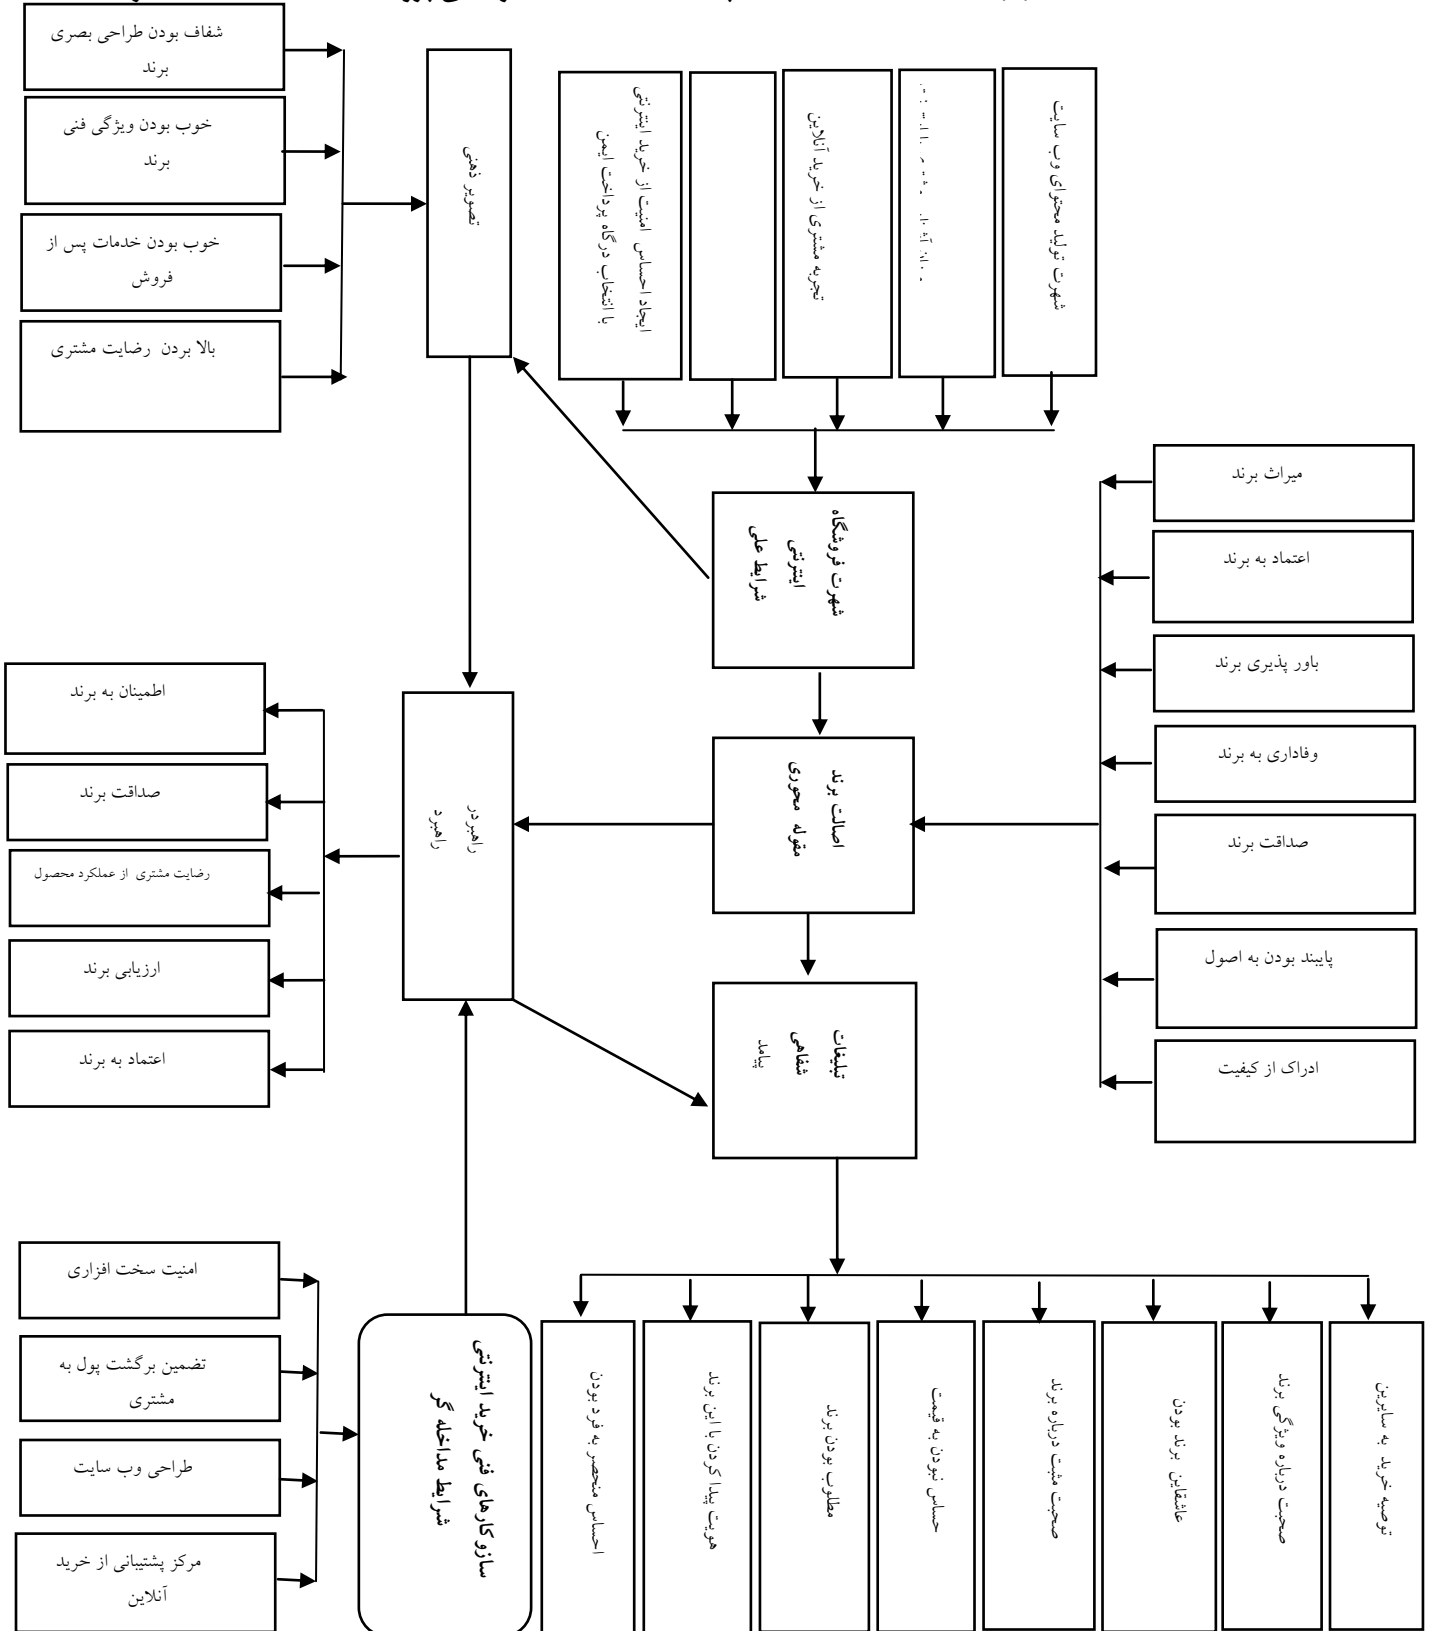 شفاف بودن طراحی بصری
برند
خوب بودن ویژگی فنی
برند
خوب بودن خدمات پس از
فروش
بالا بردن رضایت مشتری
تصویر ذهنی
شهرت تولید محتوای وب سایت
تجربه مشتری از خرید آنلاین
ایجاد احساس امنیت از خرید اینترنتی
با انتخاب درگاه پرداخت ایمن
شهرت فروشگاه
اینترنتی
شرایط علی
میراث برند
اعتماد به برند
باور پذیری برند
وفاداری به برند
صداقت برند
پایبند بودن به اصول
ادراک از کیفیت
اصالت برند
مقوله محوری
راهبردر
راهبرد
اطمینان به برند
صداقت برند
رضایت مشتری از عملکرد محصول
ارزیابی برند
اعتماد به برند
تبلیغات
شفاهی
پیامد
امنیت سخت افزاری
تضمین برگشت پول به
مشتری
طراحی وب سایت
مرکز پشتیبانی از خرید
آنلاین
سازو کارهای فنی خرید اینترنتی
شرایط مداخله گر
توصیه خرید به سایرین
صحبت درباره ویژگی برند
عاشقاین برند بودن
صحبت مثبت درباره برند
حساس نبودن به قیمت
مطلوب بودن برند
هویت پیدا کردن با این برند
احساس منحصر به فرد بودن